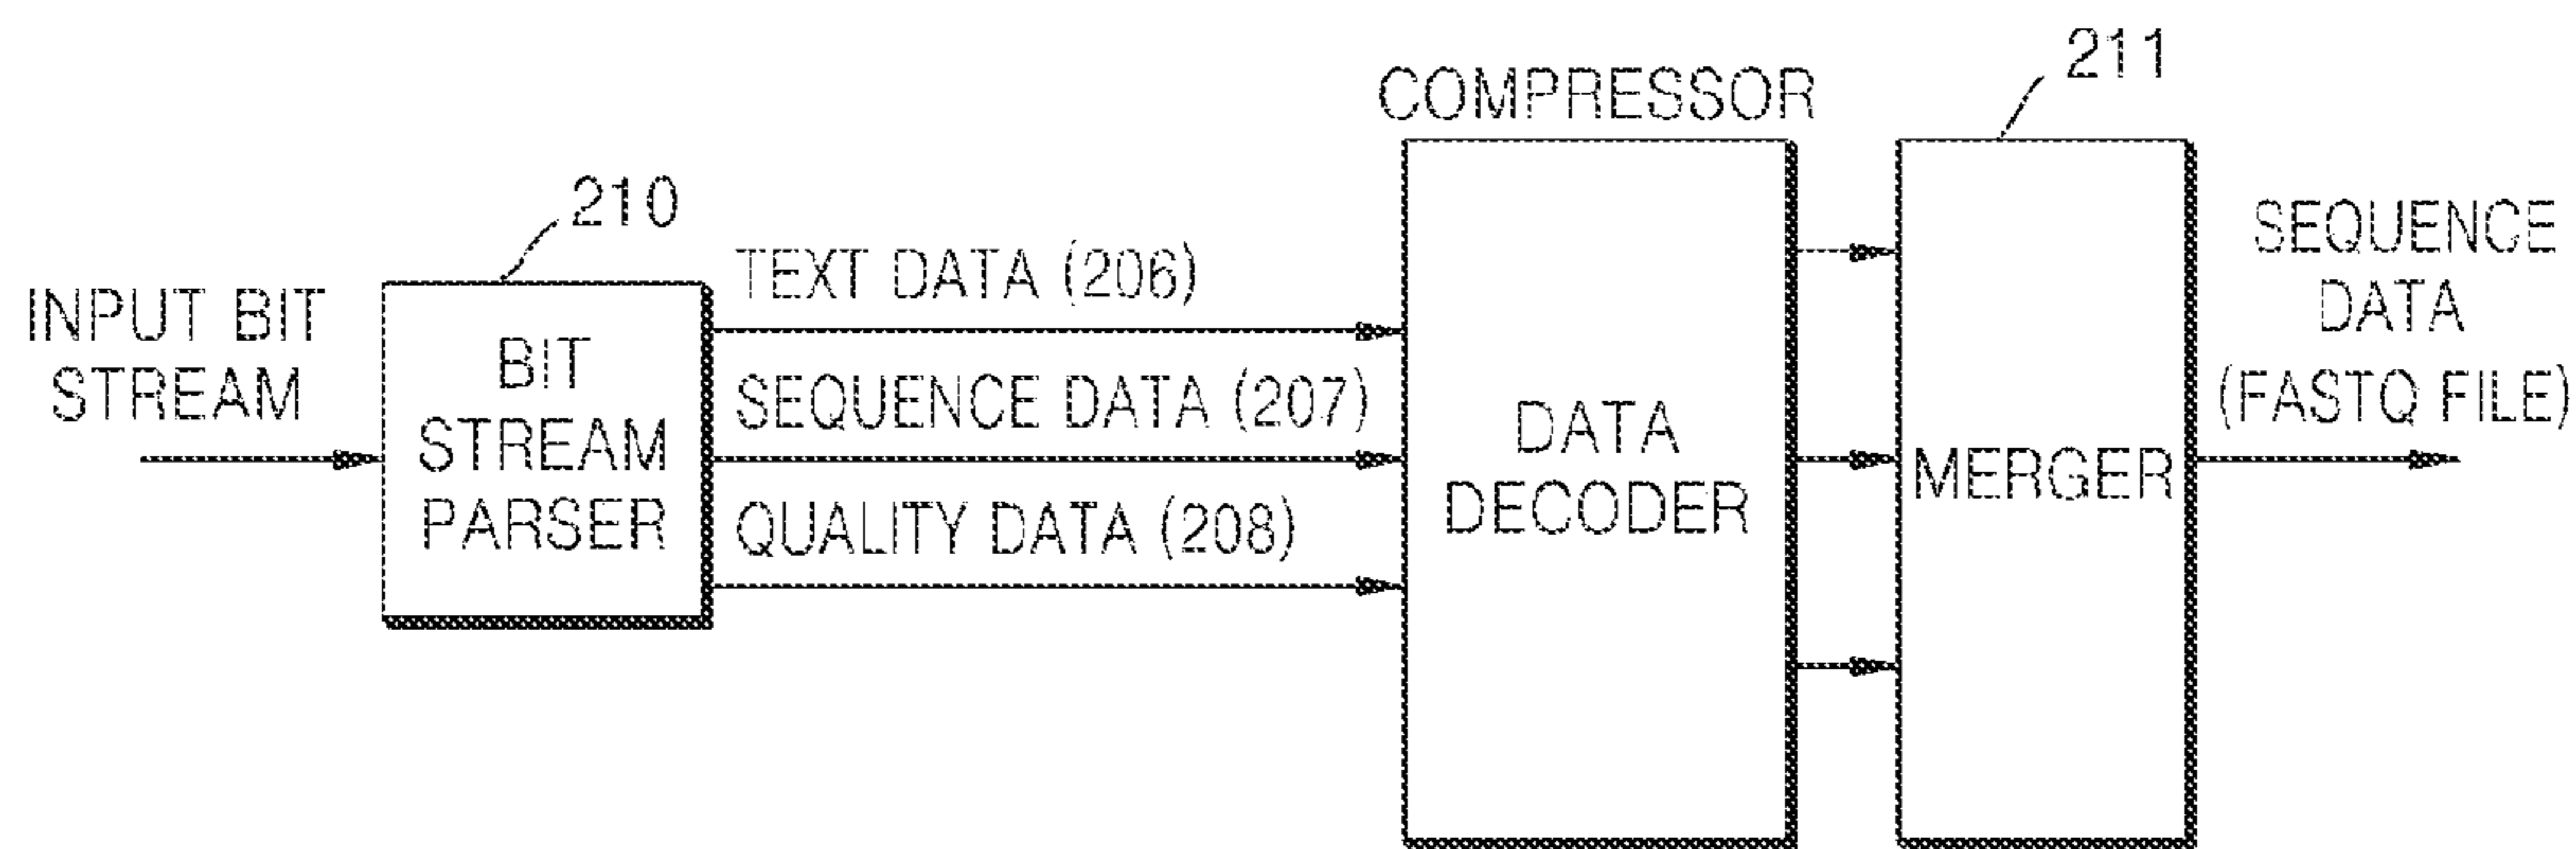 INPUT BIT
STREAM
210
BIT
STREAM
PARSER
TEXT DATA (206)
SEQUENCE DATA (207)
QUALITY DATA (208)
COMPRESSOR
DATA
DECODER
211
MERGER
SEQUENCE
DATA
(FASTQ FILE)